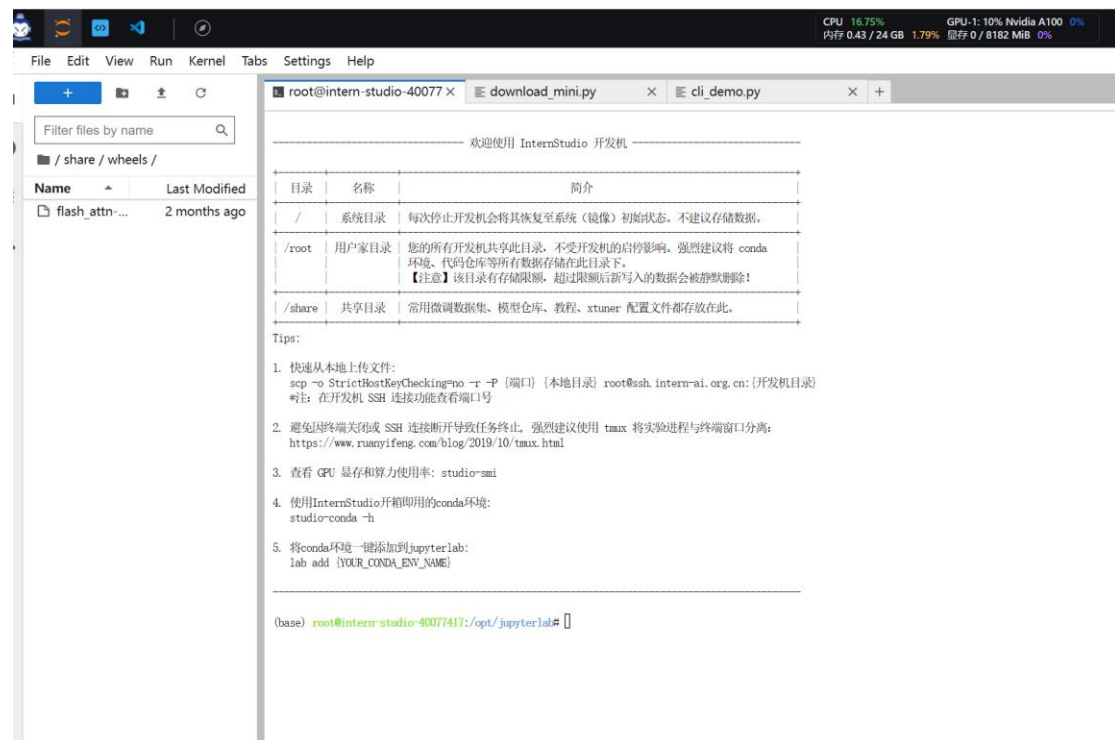 CPU 16.75% GPU-1: 10% Nvidia A100 0%
内存 0.43 / 24 GB 1.79% 显存 0 / 8182 MiB 0%
File Edit View Run Kernel Tabs Settings Help
root@intern-studio-40077 download_mini.py cli_demo.py
Filter files by name
/ share / wheels /
Name Last Modified
flash_attn-... 2 months ago
欢迎使用 InternStudio 开发机
目录 名称 简介
/ 系统目录 每次停止开发机会将其恢复至系统（镜像）初始状态。不建议存储数据。
/root 用户家目录 您的所有开发机共享此目录，不受开发机的启停影响。强烈建议将 conda
环境、代码仓库等所有数据存储在此目录下。
【注意】该目录有存储限额，超过限额后新写入的数据会被静默删除！
/share 共享目录 常用微调数据集、模型仓库、教程、xtuner 配置文件都存放在此。
Tips:
1. 快速从本地上传文件:
scp -o StrictHostKeyChecking=no -r -P {端口} {本地目录} root@ssh.intern-ai.org.cn:{开发机目录}
*注：在开发机 SSH 连接功能查看端口号
2. 避免因终端关闭或 SSH 连接断开导致任务终止，强烈建议使用 tmux 将实验进程与终端窗口分离:
https://www.ruanyifeng.com/blog/2019/10/tmux.html
3. 查看 GPU 显存和算力使用率: studio-smi
4. 使用InternStudio开箱即用的conda环境:
studio-conda -h
5. 将conda环境一键添加到jupyterlab:
lab add {YOUR_CONDA_ENV_NAME}
(base) root@intern-studio-40077417:/opt/jupyterlab#